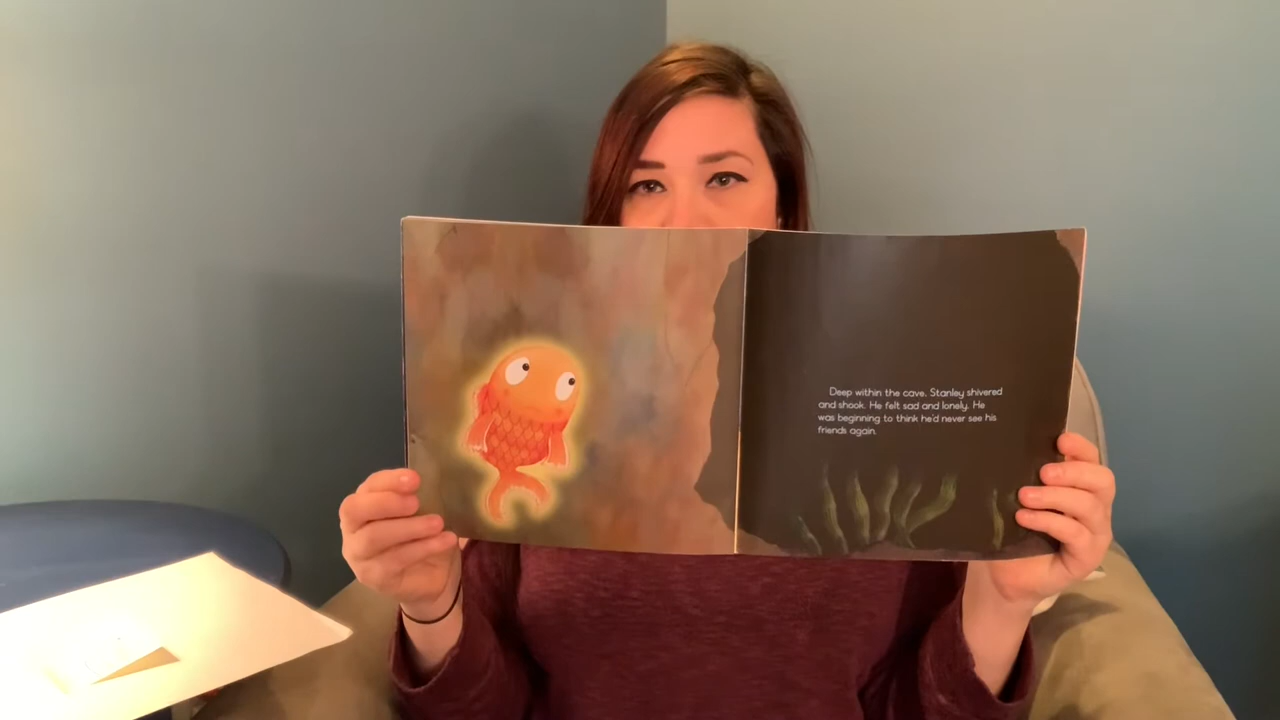 Deep within the cave, Stanley shivered
and shook. He felt sad and lonely. He
was beginning to think he'd never see his
friends again.